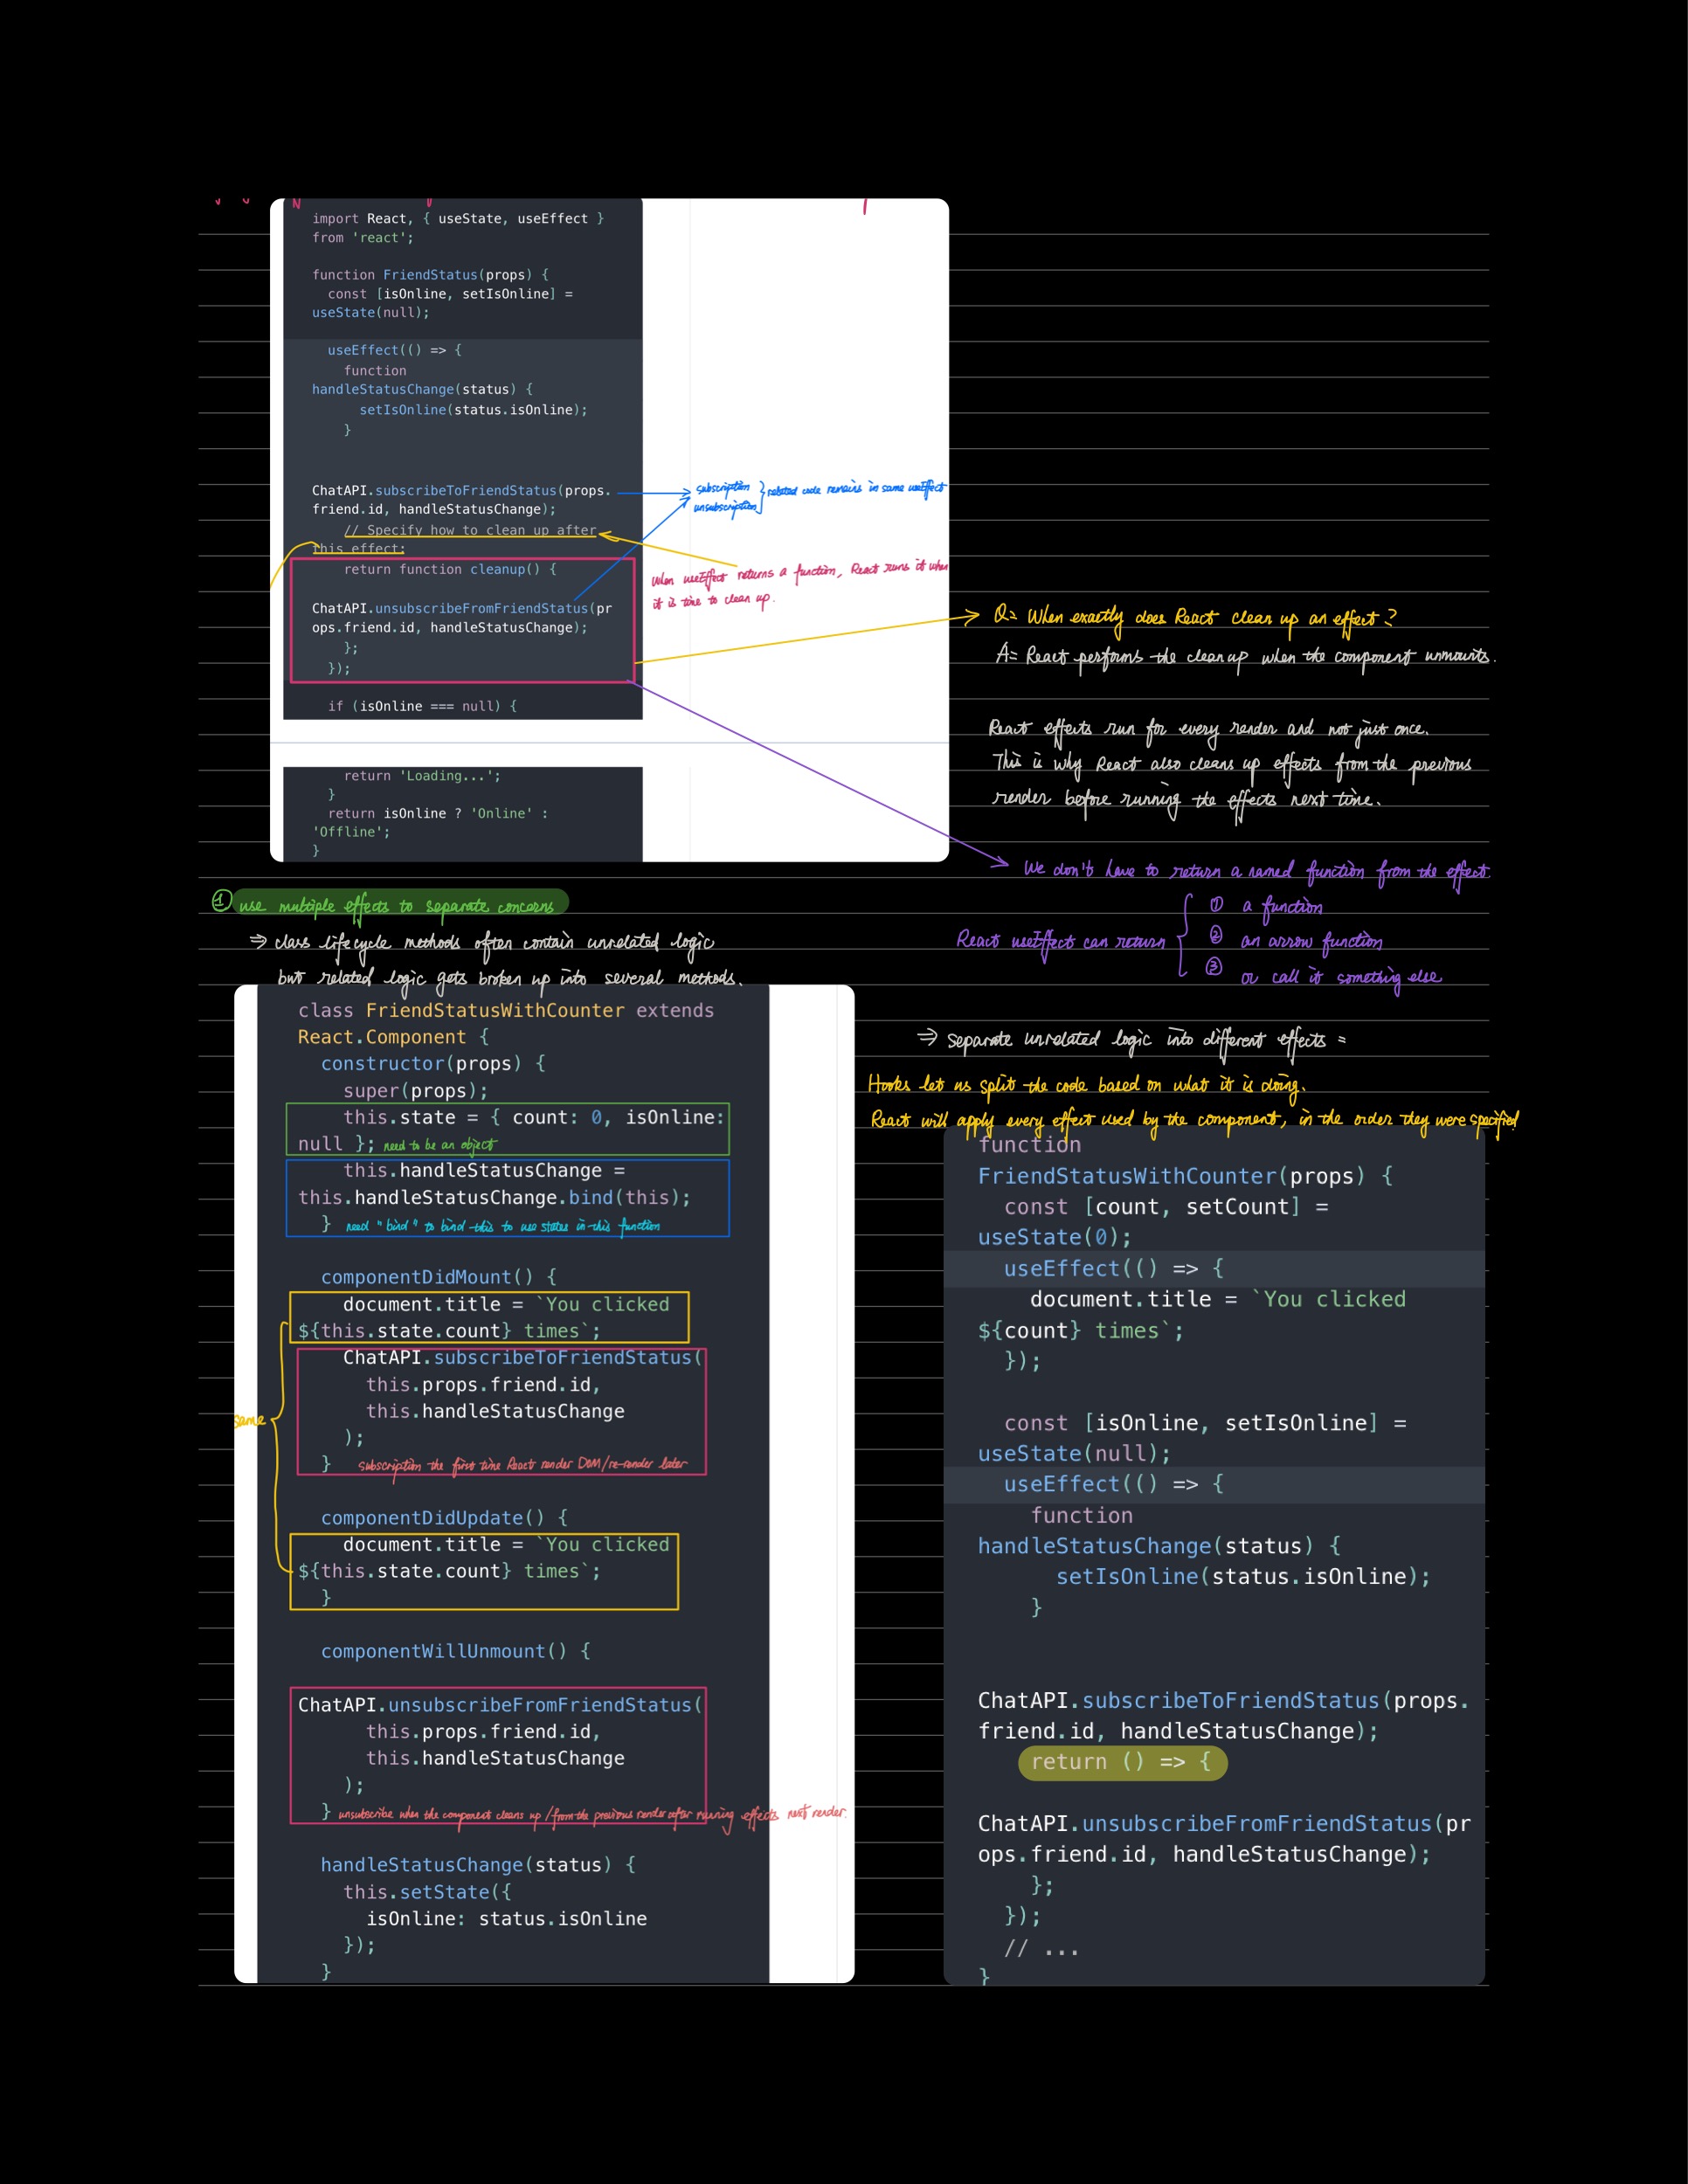 import React, { useState, useEffect }
from 'react';
function FriendStatus(props) {
const [isOnline, setIsOnline] =
useState(null);
useEffect(() => {
function
handleStatusChange(status) {
setIsOnline(status.isOnline);
}
ChatAPI.subscribeToFriendStatus(props.
friend.id, handleStatusChange);
// Specify how to clean up after
this effect:
return function cleanup() {
ChatAPI.unsubscribeFromFriendStatus(pr
ops.friend.id, handleStatusChange);
};
});
if (isOnline === null) {
return 'Loading...';
}
return isOnline ? 'Online' :
'Offline';
}
subscription
unsubscription
related code remains in same useEffect
When useEffect returns a function, React runs it when
it is time to clean up.
Q= When exactly does React clean up an effect?
A= React performs the cleanup when the component unmounts.
React effects run for every render and not just once.
This is why React also cleans up effects from the previous
render before running the effects next time.
We don't have to return a named function from the effect
React useEffect can return
① a function
② an arrow function
③ or call it something else
① use multiple effects to separate concerns
⇒ class lifecycle methods often contain unrelated logic
but related logic gets broken up into several methods.
class FriendStatusWithCounter extends
React.Component {
constructor(props) {
super(props);
this.state = { count: 0, isOnline:
null }; need to be an object
this.handleStatusChange =
this.handleStatusChange.bind(this);
} need "bind" to bind this to use states in this function
componentDidMount() {
document.title = `You clicked
${this.state.count} times`;
ChatAPI.subscribeToFriendStatus(
this.props.friend.id,
this.handleStatusChange
);
} subscription the first time React render DOM/re-render later
same
componentDidUpdate() {
document.title = `You clicked
${this.state.count} times`;
}
componentWillUnmount() {
ChatAPI.unsubscribeFromFriendStatus(
this.props.friend.id,
this.handleStatusChange
);
} unsubscribe when the component cleans up / from the previous render after running effects next render.
handleStatusChange(status) {
this.setState({
isOnline: status.isOnline
});
}
⇒ separate unrelated logic into different effects =
Hooks let us split the code based on what it is doing.
React will apply every effect used by the component, in the order they were specified
function
FriendStatusWithCounter(props) {
const [count, setCount] =
useState(0);
useEffect(() => {
document.title = `You clicked
${count} times`;
});
const [isOnline, setIsOnline] =
useState(null);
useEffect(() => {
function
handleStatusChange(status) {
setIsOnline(status.isOnline);
}
ChatAPI.subscribeToFriendStatus(props.
friend.id, handleStatusChange);
return () => {
ChatAPI.unsubscribeFromFriendStatus(pr
ops.friend.id, handleStatusChange);
};
});
// ...
}